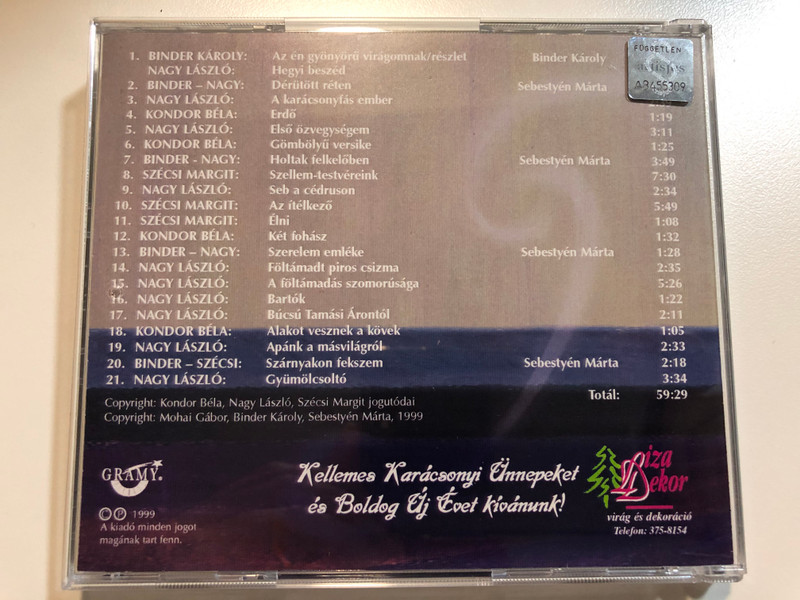 1. BINDER KÁROLY: Az én gyönyörű virágomnak/részlet Binder Károly
NAGY LÁSZLÓ: Hegyi beszéd
2. BINDER – NAGY: Dérütött réten Sebestyén Márta
3. NAGY LÁSZLÓ: A karácsonyfás ember
4. KONDOR BÉLA: Erdő 1:19
5. NAGY LÁSZLÓ: Első özvegységem 3:11
6. KONDOR BÉLA: Gömbölyű versike 1:25
7. BINDER - NAGY: Holtak felkelőben Sebestyén Márta 3:49
8. SZÉCSI MARGIT: Szellem-testvéreink 7:30
9. NAGY LÁSZLÓ: Seb a cédruson 2:34
10. SZÉCSI MARGIT: Az ítélkező 5:49
11. SZÉCSI MARGIT: Élni 1:08
12. KONDOR BÉLA: Két fohász 1:32
13. BINDER – NAGY: Szerelem emléke Sebestyén Márta 1:28
14. NAGY LÁSZLÓ: Föltámadt piros csizma 2:35
15. NAGY LÁSZLÓ: A föltámadás szomorúsága 5:26
16. NAGY LÁSZLÓ: Bartók 1:22
17. NAGY LÁSZLÓ: Búcsú Tamási Árontól 2:11
18. KONDOR BÉLA: Alakot vesznek a kövek 1:05
19. NAGY LÁSZLÓ: Apánk a másvilágról 2:33
20. BINDER – SZÉCSI: Szárnyakon fekszem Sebestyén Márta 2:18
21. NAGY LÁSZLÓ: Gyümölcsoltó 3:34
Totál: 59:29
Copyright: Kondor Béla, Nagy László, Szécsi Margit jogutódai
Copyright: Mohai Gábor, Binder Károly, Sebestyén Márta, 1999
FÜGGETLEN
artisjus
AB455309
GRAMY
Kellemes Karácsonyi Ünnepeket
és Boldog Új Évet kívánunk!
Liza
Dekor
virág és dekoráció
Telefon: 375-8154
© ℗ 1999
A kiadó minden jogot
magának tart fenn.